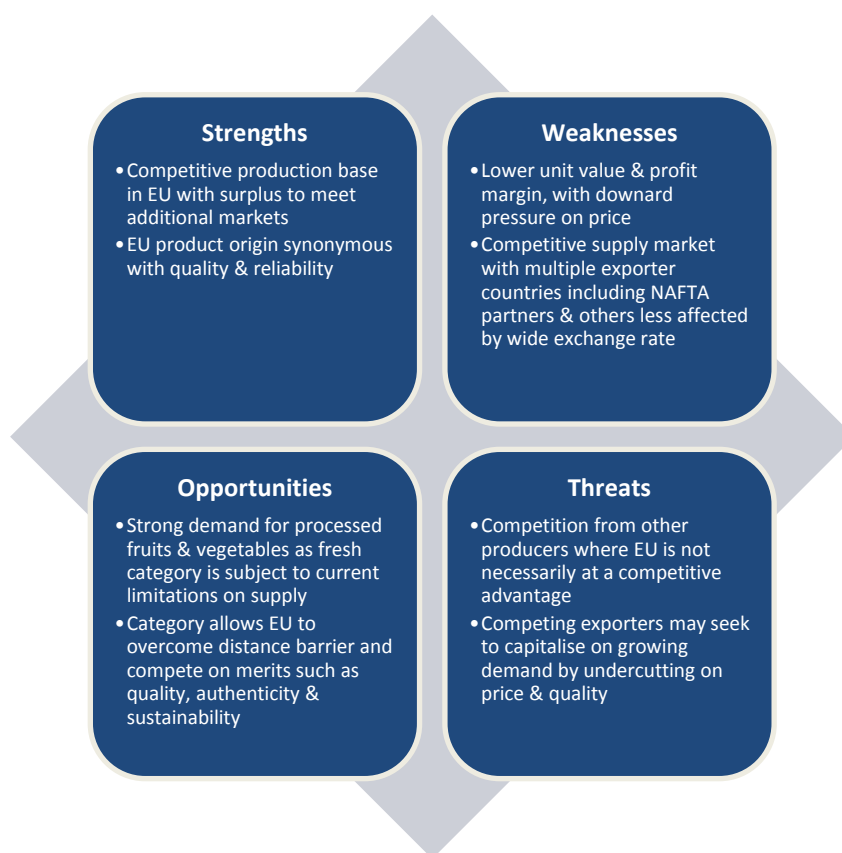 Strengths
•Competitive production base
in EU with surplus to meet
additional markets
•EU product origin synonymous
with quality & reliability
Weaknesses
•Lower unit value & profit
margin, with downard
pressure on price
•Competitive supply market
with multiple exporter
countries including NAFTA
partners & others less affected
by wide exchange rate
Opportunities
•Strong demand for processed
fruits & vegetables as fresh
category is subject to current
limitations on supply
•Category allows EU to
overcome distance barrier and
compete on merits such as
quality, authenticity &
sustainability
Threats
•Competition from other
producers where EU is not
necessarily at a competitive
advantage
•Competing exporters may seek
to capitalise on growing
demand by undercutting on
price & quality